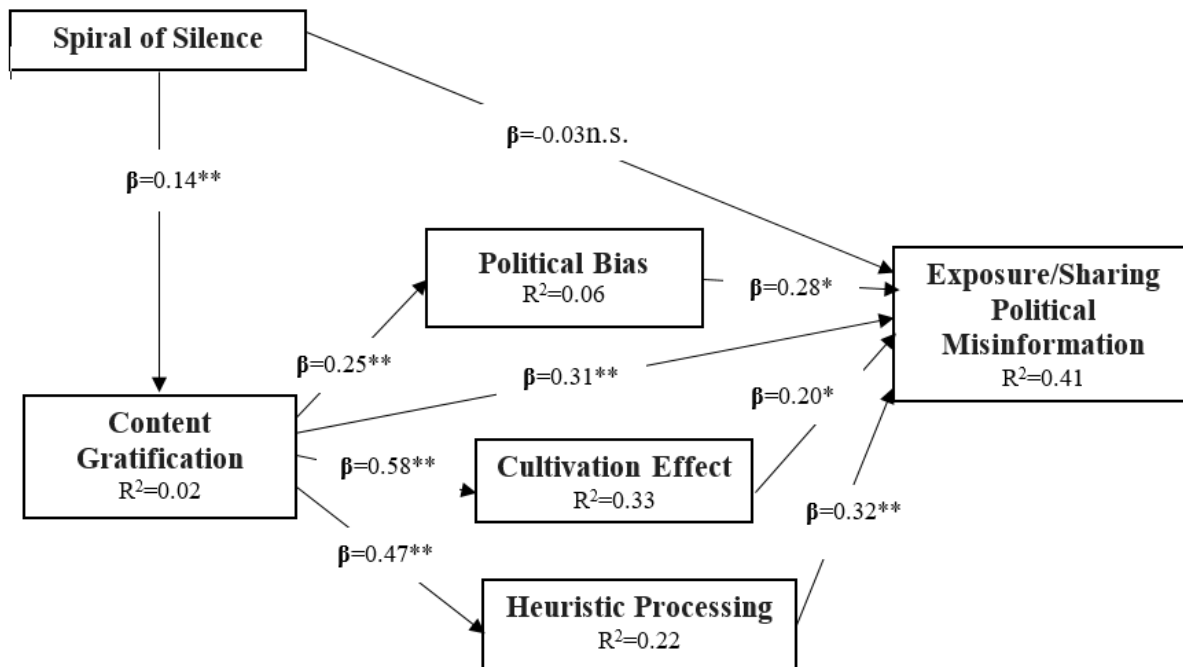 Spiral of Silence
β=-0.03n.s.
β=0.14**
Political Bias
R²=0.06
β=0.28*
Exposure/Sharing
Political
Misinformation
R²=0.41
β=0.25**
β=0.31**
β=0.20*
Content
Gratification
R²=0.02
β=0.58**
Cultivation Effect
R²=0.33
β=0.32**
β=0.47**
Heuristic Processing
R²=0.22